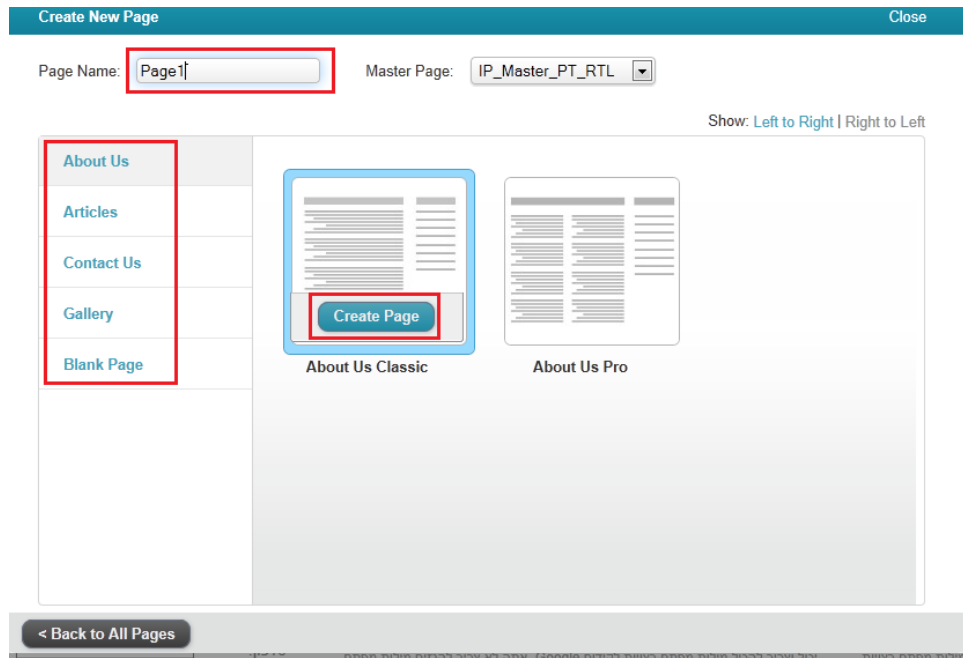 Create New Page Close
Page Name: Page1 Master Page: IP_Master_PT_RTL
Show: Left to Right | Right to Left
About Us
Articles
Contact Us
Gallery
Blank Page
Create Page
About Us Classic About Us Pro
< Back to All Pages